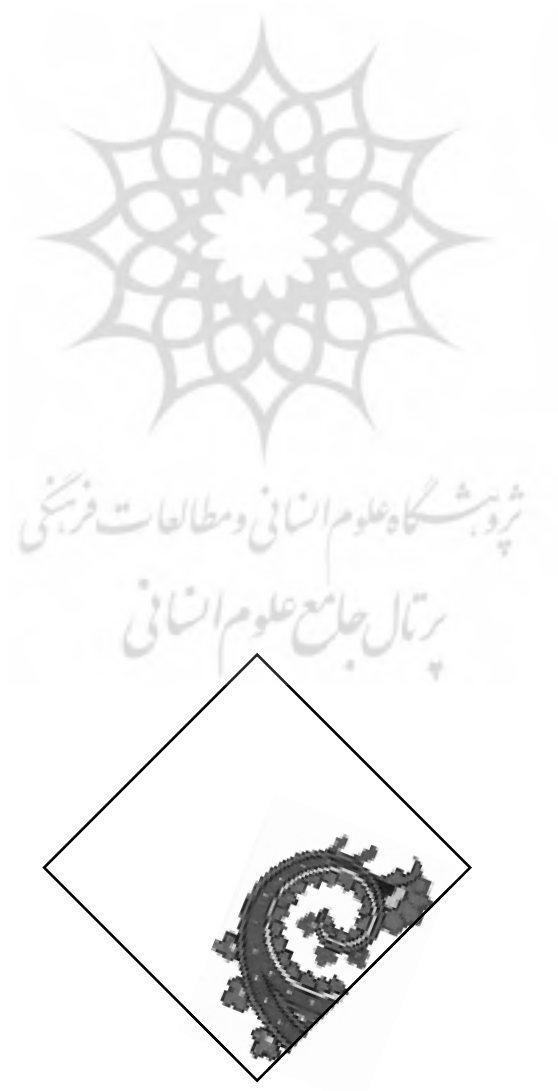 پژوهشگاه علوم انسانی و مطالعات فرهنگی
پرتال جامع علوم انسانی